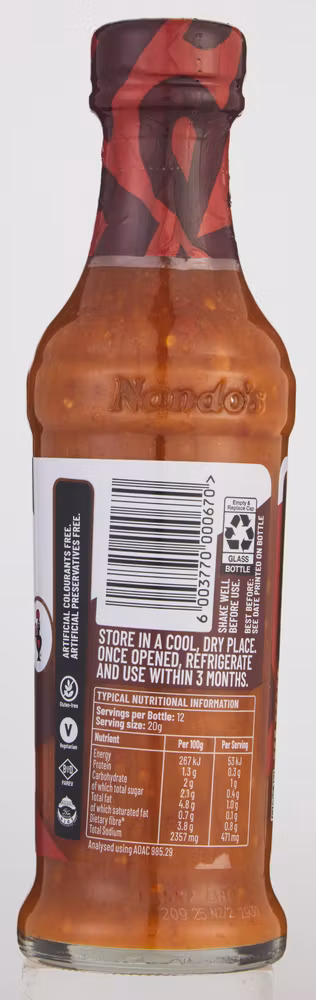 Nando's
ARTIFICIAL COLOURANTS FREE.
ARTIFICIAL PRESERVATIVES FREE.
Gluten-free
Vegetarian
PAREV
6 003770 000670 >
Empty &
Replace Cap
GLASS
BOTTLE
SHAKE WELL
BEFORE USE.
BEST BEFORE:
SEE DATE PRINTED ON BOTTLE
STORE IN A COOL, DRY PLACE.
ONCE OPENED, REFRIGERATE
AND USE WITHIN 3 MONTHS.
TYPICAL NUTRITIONAL INFORMATION
Servings per Bottle: 12
Serving size: 20g
Nutrient Per 100g Per Serving
Energy 267 kJ 53 kJ
Protein 1.3 g 0.3 g
Carbohydrate 2 g 1 g
of which total sugar 2.1 g 0.4 g
Total fat 4.8 g 1.0 g
of which saturated fat 0.7 g 0.1 g
Dietary fibre* 3.8 g 0.8 g
Total Sodium 2357 mg 471 mg
Analysed using AOAC 985.29